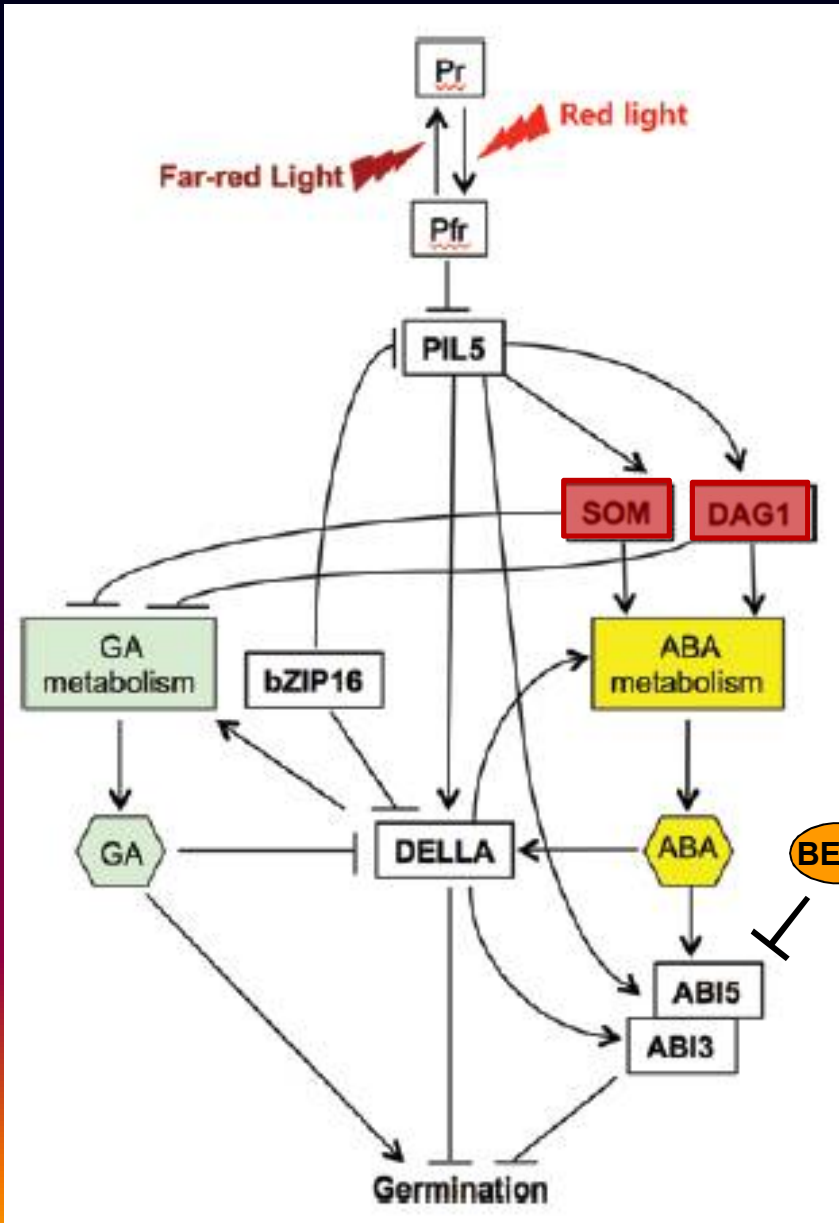 Pr
Red light
Far-red Light
Pfr
PIL5
SOM
DAG1
GA
metabolism
bZIP16
ABA
metabolism
GA
DELLA
ABA
BE
ABI5
ABI3
Germination